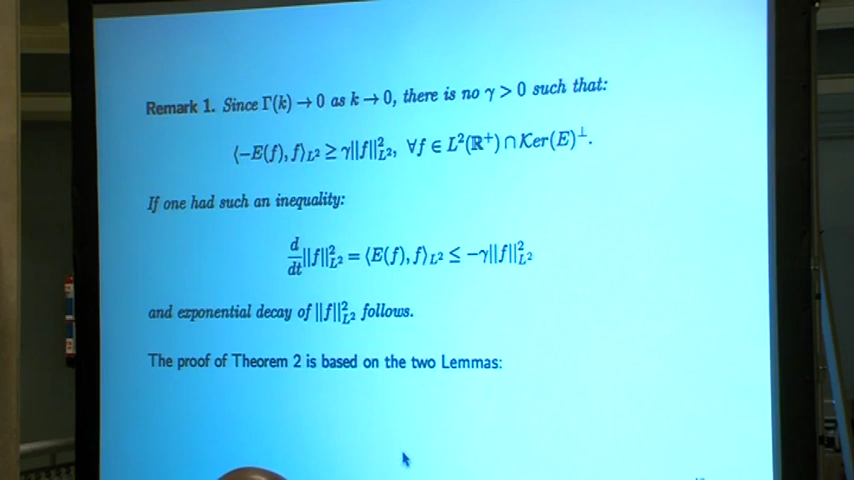 Remark 1. Since Γ(k) → 0 as k → 0, there is no γ > 0 such that:
⟨−E(f), f⟩_{L²} ≥ γ||f||²_{L²}, ∀f ∈ L²(ℝ⁺) ∩ 𝒦er(E)^⊥.
If one had such an inequality:
d/dt ||f||²_{L²} = ⟨E(f), f⟩_{L²} ≤ −γ||f||²_{L²}
and exponential decay of ||f||²_{L²} follows.
The proof of Theorem 2 is based on the two Lemmas: